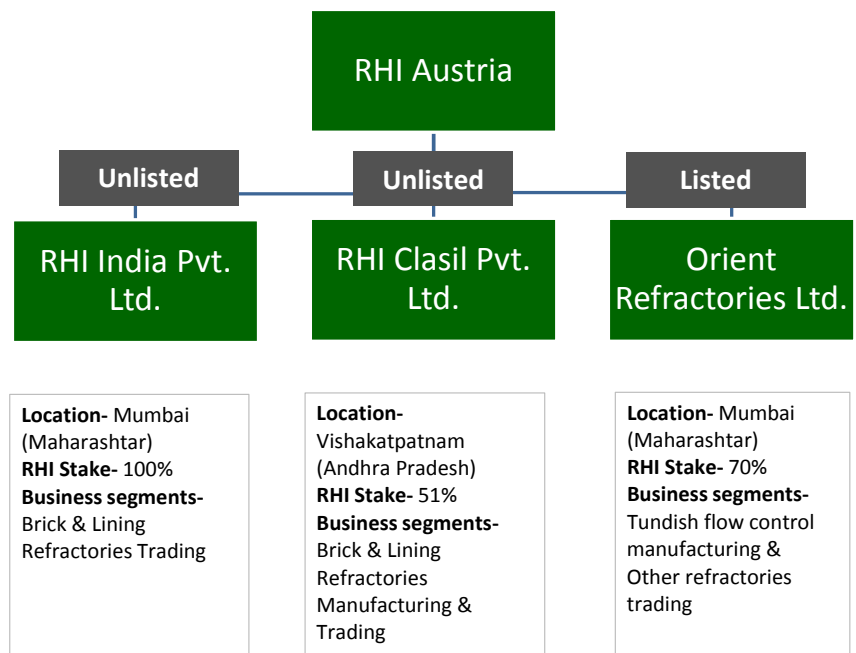 RHI Austria
Unlisted
Unlisted
Listed
RHI India Pvt.
Ltd.
RHI Clasil Pvt.
Ltd.
Orient
Refractories Ltd.
Location- Mumbai
(Maharashtar)
RHI Stake- 100%
Business segments-
Brick & Lining
Refractories Trading
Location-
Vishakatpatnam
(Andhra Pradesh)
RHI Stake- 51%
Business segments-
Brick & Lining
Refractories
Manufacturing &
Trading
Location- Mumbai
(Maharashtar)
RHI Stake- 70%
Business segments-
Tundish flow control
manufacturing &
Other refractories
trading